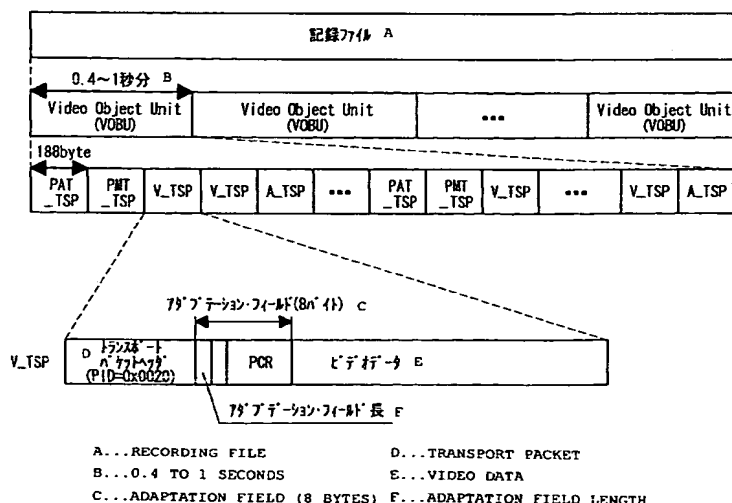 記録ファイル A
0.4~1秒分 B
Video Object Unit (VOBU)
Video Object Unit (VOBU)
•••
Video Object Unit (VOBU)
188byte
PAT _TSP
PMT _TSP
V_TSP
V_TSP
A_TSP
•••
PAT _TSP
PMT _TSP
V_TSP
•••
V_TSP
A_TSP
アダプテーション・フィールド(8バイト) C
V_TSP
D トランスポート パケットヘッダ (PID=0x0020)
PCR
ビデオデータ E
アダプテーション・フィールド長 F
A...RECORDING FILE
B...0.4 TO 1 SECONDS
C...ADAPTATION FIELD (8 BYTES)
D...TRANSPORT PACKET
E...VIDEO DATA
F...ADAPTATION FIELD LENGTH